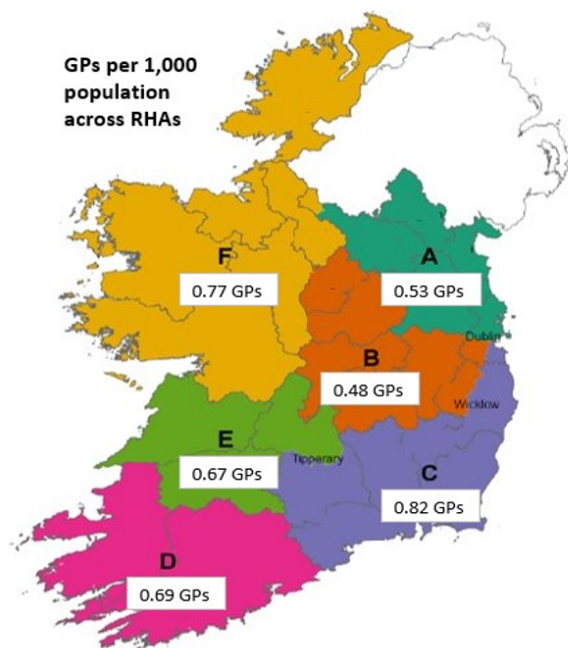 GPs per 1,000
population
across RHAs
F
0.77 GPs
A
0.53 GPs
Dublin
B
0.48 GPs
Wicklow
E
0.67 GPs
Tipperary
C
0.82 GPs
D
0.69 GPs